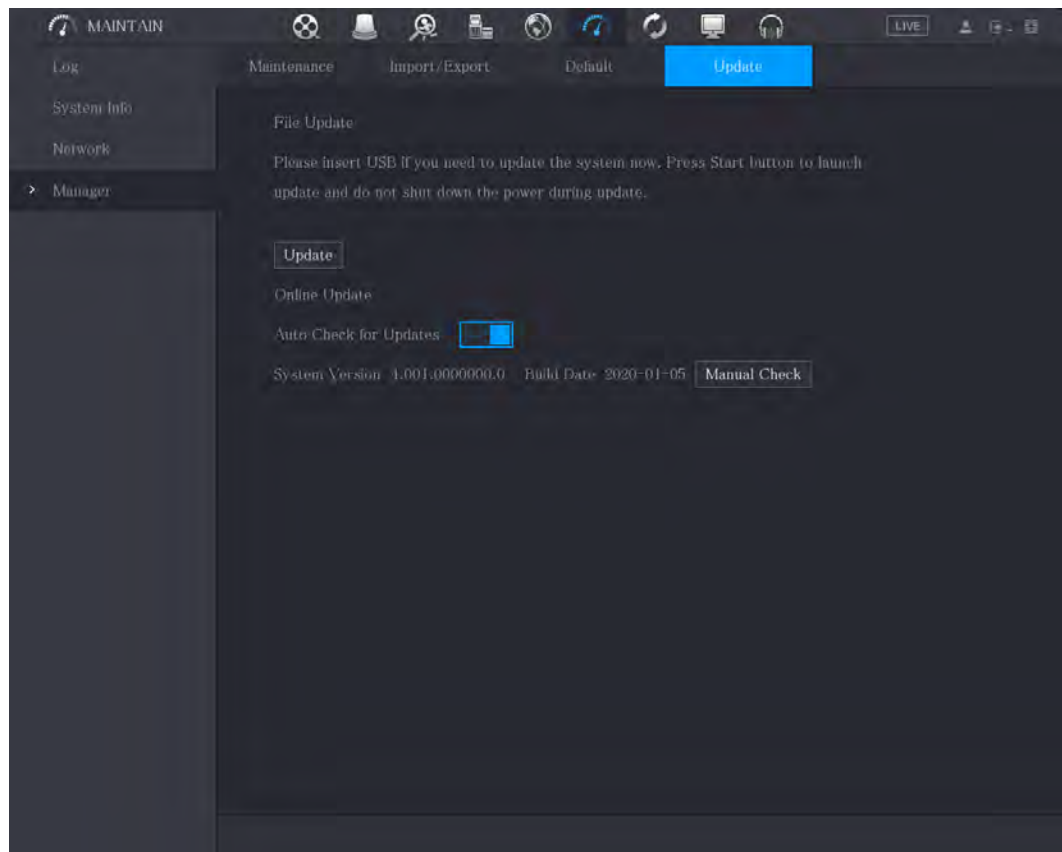 MAINTAIN
LIVE
Log
System Info
Network
Manager
Maintenance Import/Export Default Update
File Update
Please insert USB if you need to update the system now. Press Start button to launch
update and do not shut down the power during update.
Update
Online Update
Auto Check for Updates
System Version 4.001.0000000.0 Build Date 2020-01-05 Manual Check